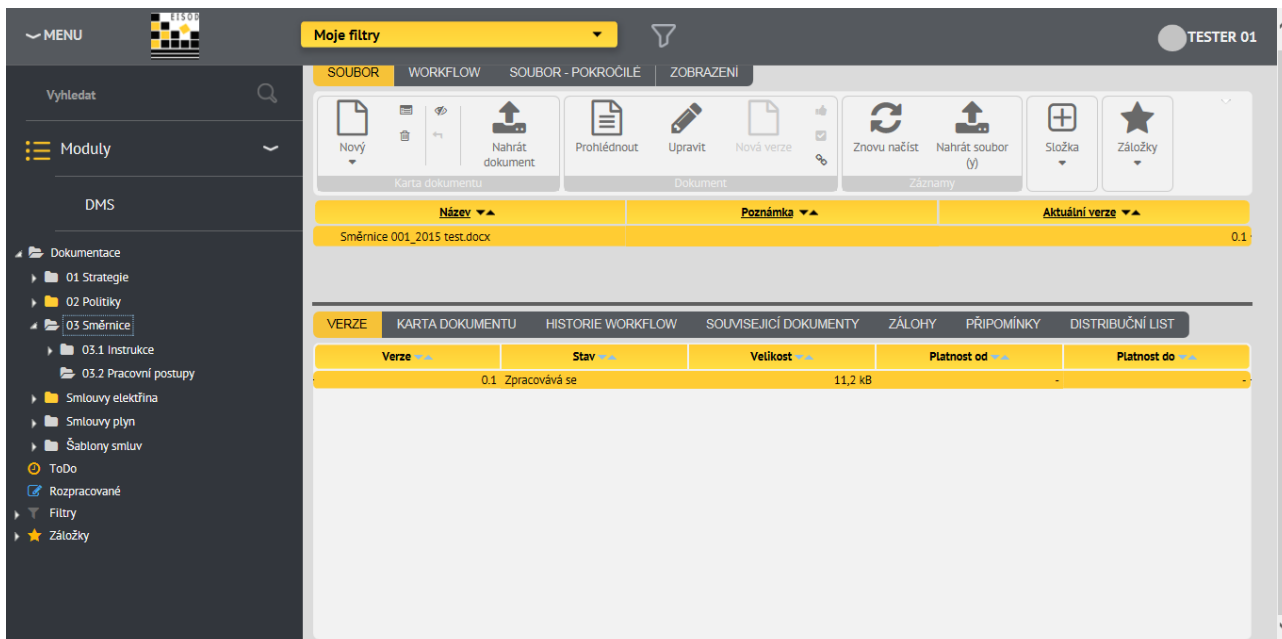 MENU
EISOD
Moje filtry
TESTER 01
Vyhledat
Moduly
DMS
Dokumentace
01 Strategie
02 Politiky
03 Směrnice
03.1 Instrukce
03.2 Pracovní postupy
Smlouvy elektřina
Smlouvy plyn
Šablony smluv
ToDo
Rozpracované
Filtry
Záložky
SOUBOR WORKFLOW SOUBOR - POKROČILÉ ZOBRAZENÍ
Nový Nahrát dokument Prohlédnout Upravit Nová verze Znovu načíst Nahrát soubor (y) Složka Záložky
Karta dokumentu Dokument Záznamy
Název Poznámka Aktuální verze
Směrnice 001_2015 test.docx 0.1
VERZE KARTA DOKUMENTU HISTORIE WORKFLOW SOUVISEJICÍ DOKUMENTY ZÁLOHY PŘIPOMÍNKY DISTRIBUČNÍ LIST
Verze Stav Velikost Platnost od Platnost do
0.1 Zpracovává se 11,2 kB - -